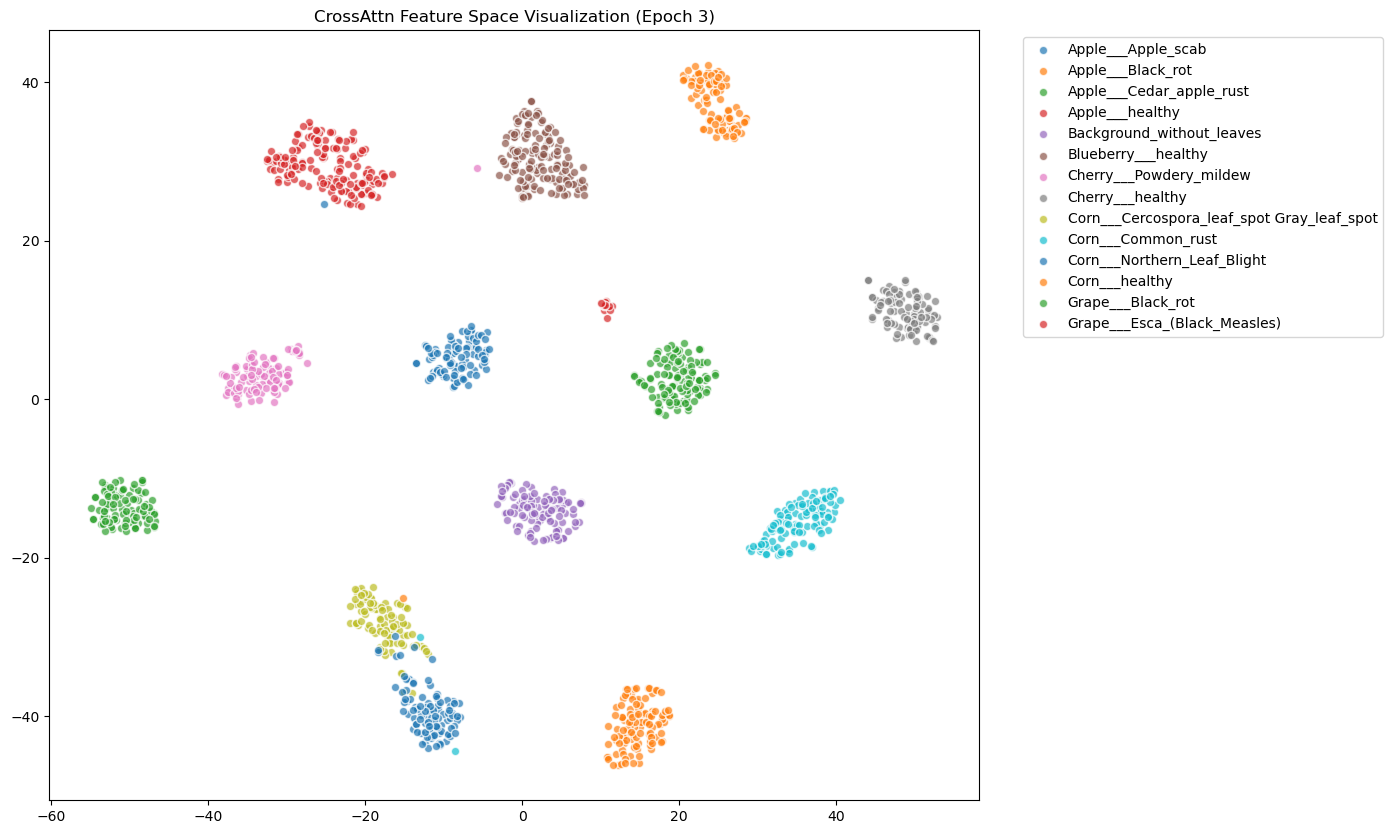 CrossAttn Feature Space Visualization (Epoch 3)
40
20
0
−20
−40
−60
−40
−20
0
20
40
Apple___Apple_scab
Apple___Black_rot
Apple___Cedar_apple_rust
Apple___healthy
Background_without_leaves
Blueberry___healthy
Cherry___Powdery_mildew
Cherry___healthy
Corn___Cercospora_leaf_spot Gray_leaf_spot
Corn___Common_rust
Corn___Northern_Leaf_Blight
Corn___healthy
Grape___Black_rot
Grape___Esca_(Black_Measles)